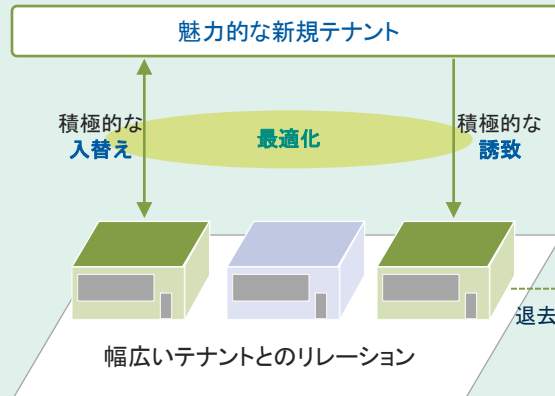 魅力的な新規テナント
積極的な
入替え
最適化
積極的な
誘致
退去
幅広いテナントとのリレーション